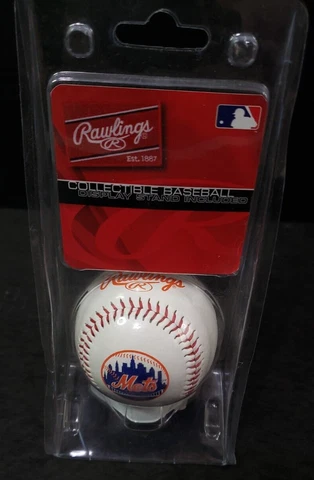 Rawlings
R
Est. 1887
COLLECTIBLE BASEBALL
DISPLAY STAND INCLUDED
Rawlings
R
Mets